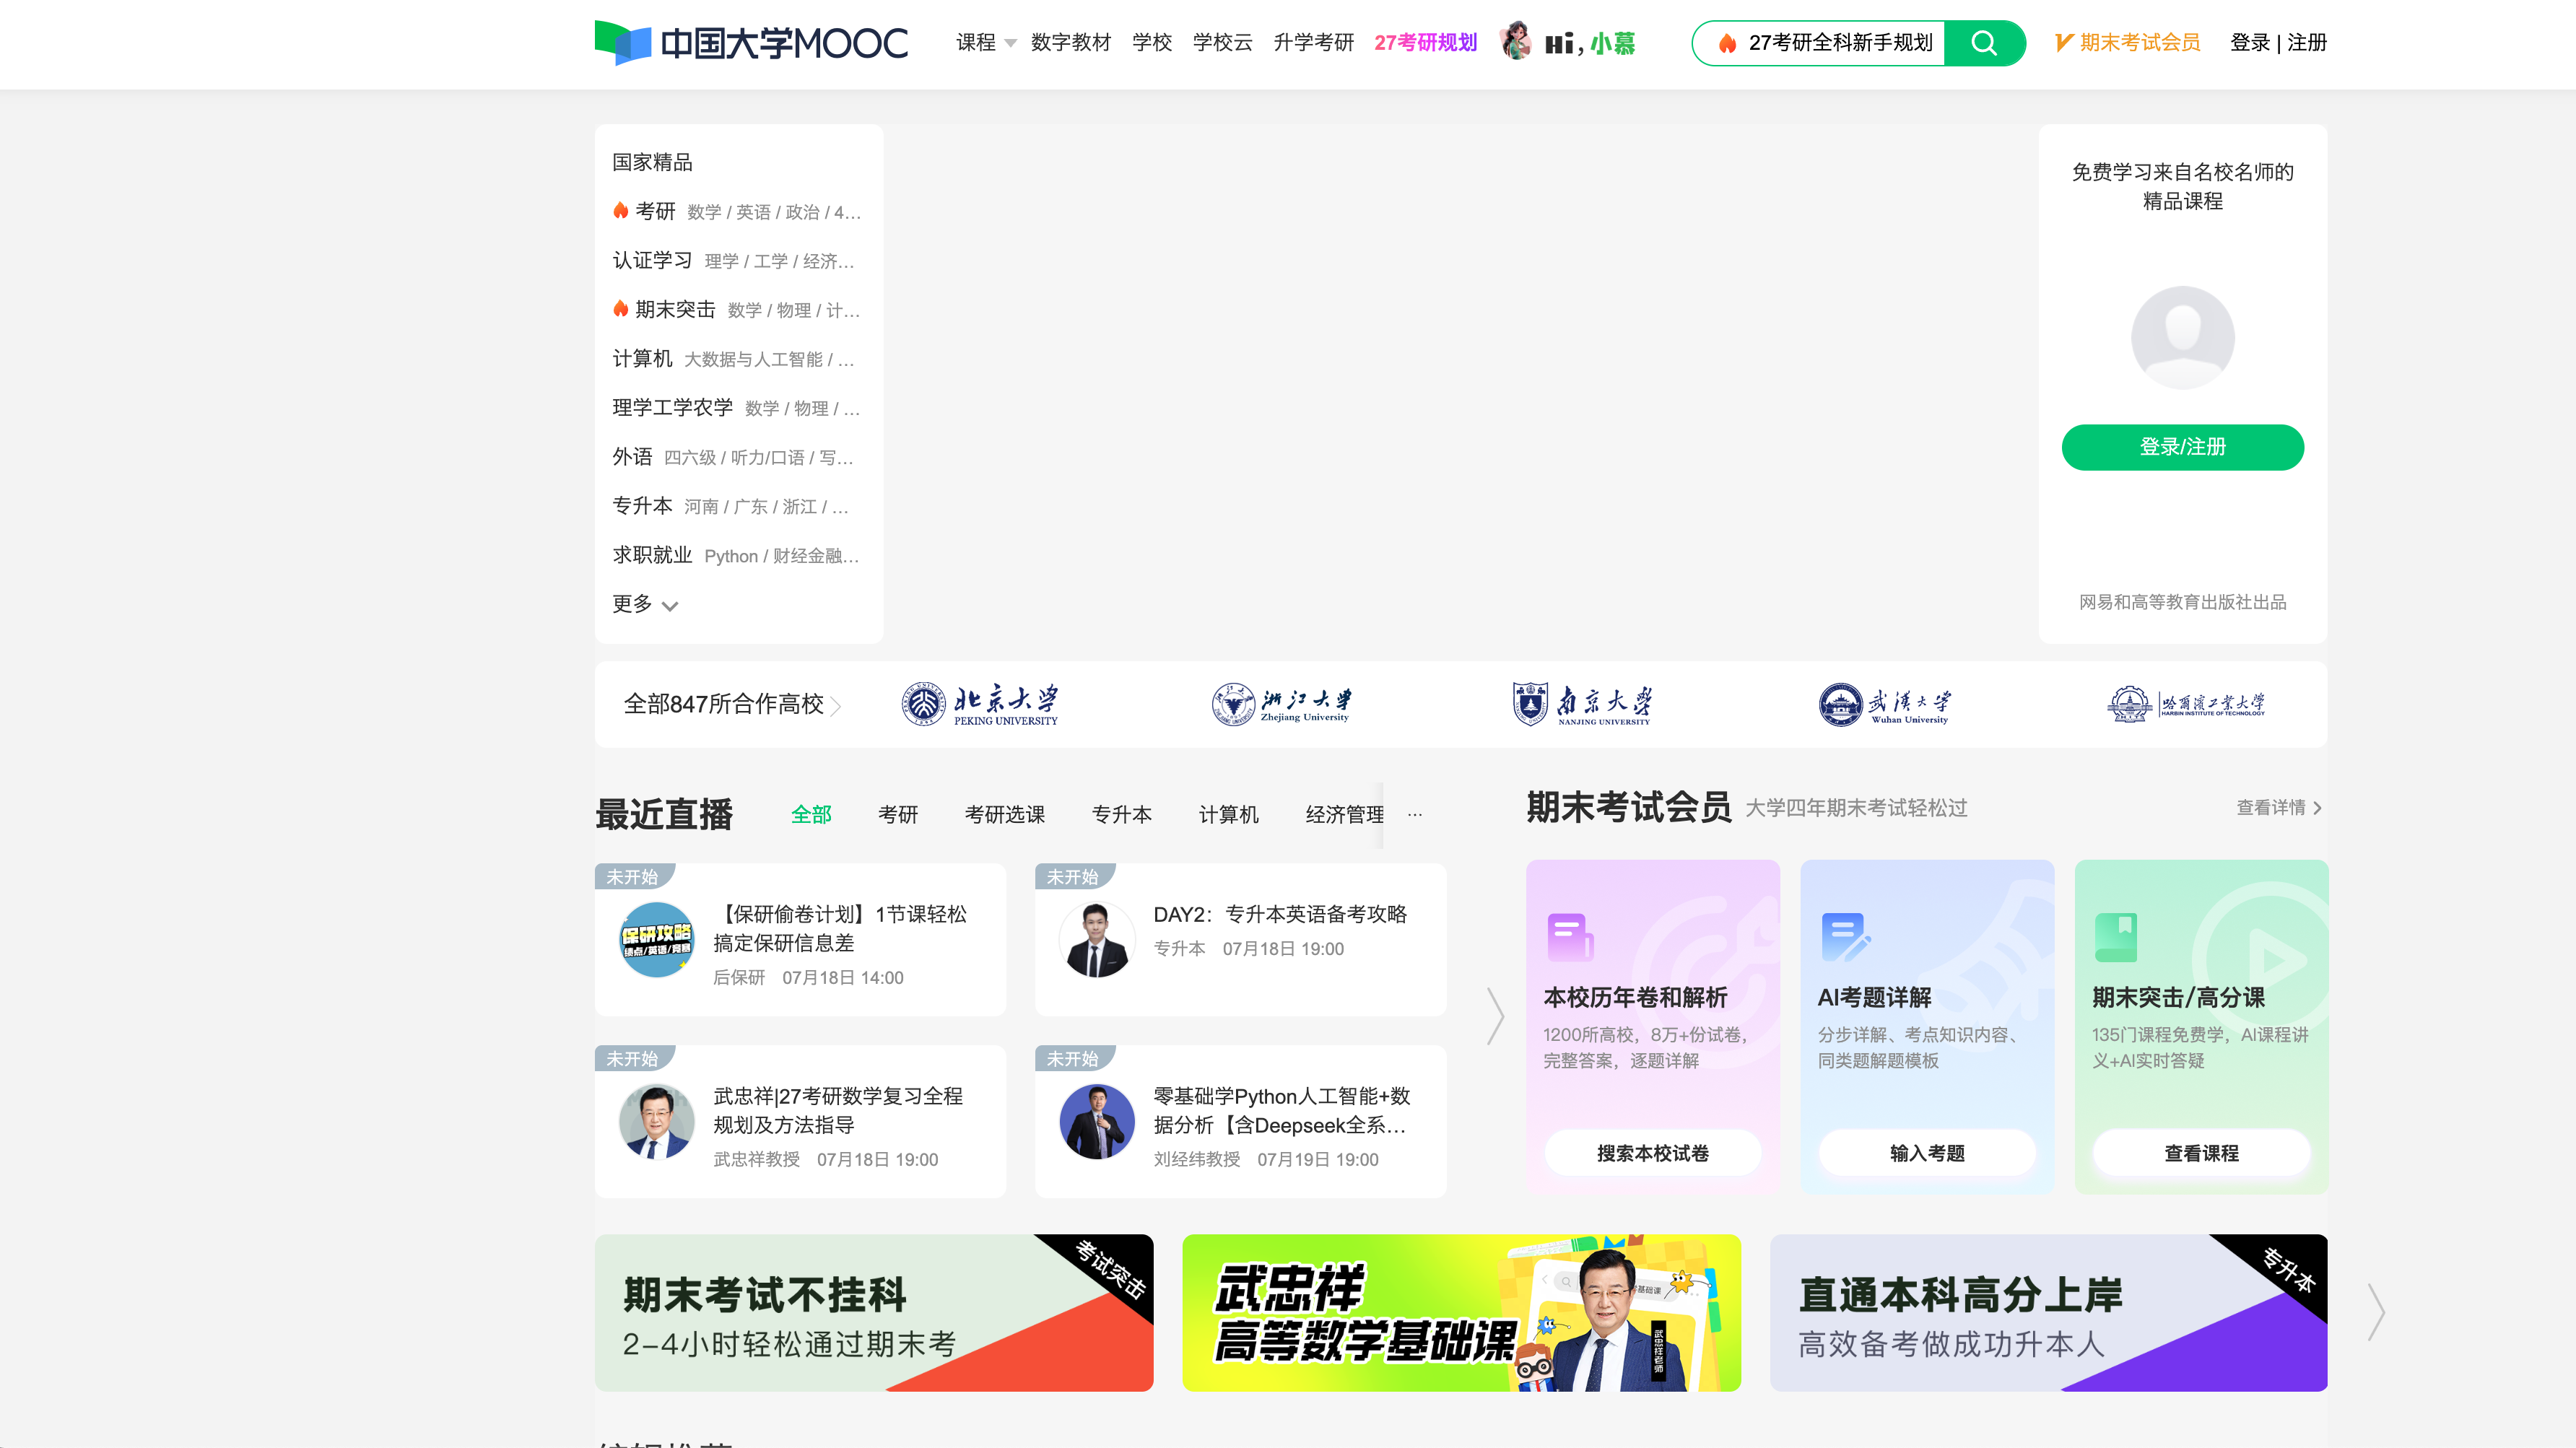 中国大学MOOC
课程 数字教材 学校 学校云 升学考研 27考研规划 Hi,小慕
27考研全科新手规划
期末考试会员
登录 | 注册
国家精品
考研 数学 / 英语 / 政治 / 4...
认证学习 理学 / 工学 / 经济...
期末突击 数学 / 物理 / 计...
计算机 大数据与人工智能 / ...
理学工学农学 数学 / 物理 / ...
外语 四六级 / 听力/口语 / 写...
专升本 河南 / 广东 / 浙江 / ...
求职就业 Python / 财经金融...
更多
免费学习来自名校名师的
精品课程
登录/注册
网易和高等教育出版社出品
全部847所合作高校
北京大学
PEKING UNIVERSITY
浙江大学
Zhejiang University
南京大学
NANJING UNIVERSITY
武汉大学
Wuhan University
哈尔滨工业大学
HARBIN INSTITUTE OF TECHNOLOGY
最近直播 全部 考研 考研选课 专升本 计算机 经济管理 ...
未开始
保研攻略
【保研偷卷计划】1节课轻松
搞定保研信息差
后保研 07月18日 14:00
未开始
DAY2：专升本英语备考攻略
专升本 07月18日 19:00
未开始
武忠祥|27考研数学复习全程
规划及方法指导
武忠祥教授 07月18日 19:00
未开始
零基础学Python人工智能+数
据分析【含Deepseek全系...
刘经纬教授 07月19日 19:00
期末考试会员 大学四年期末考试轻松过 查看详情
本校历年卷和解析
1200所高校，8万+份试卷，
完整答案，逐题详解
搜索本校试卷
AI考题详解
分步详解、考点知识内容、
同类题解题模板
输入考题
期末突击/高分课
135门课程免费学，AI课程讲
义+AI实时答疑
查看课程
期末考试不挂科
2-4小时轻松通过期末考
考试突击
武忠祥
高等数学基础课
武忠祥老师
直通本科高分上岸
高效备考做成功升本人
专升本